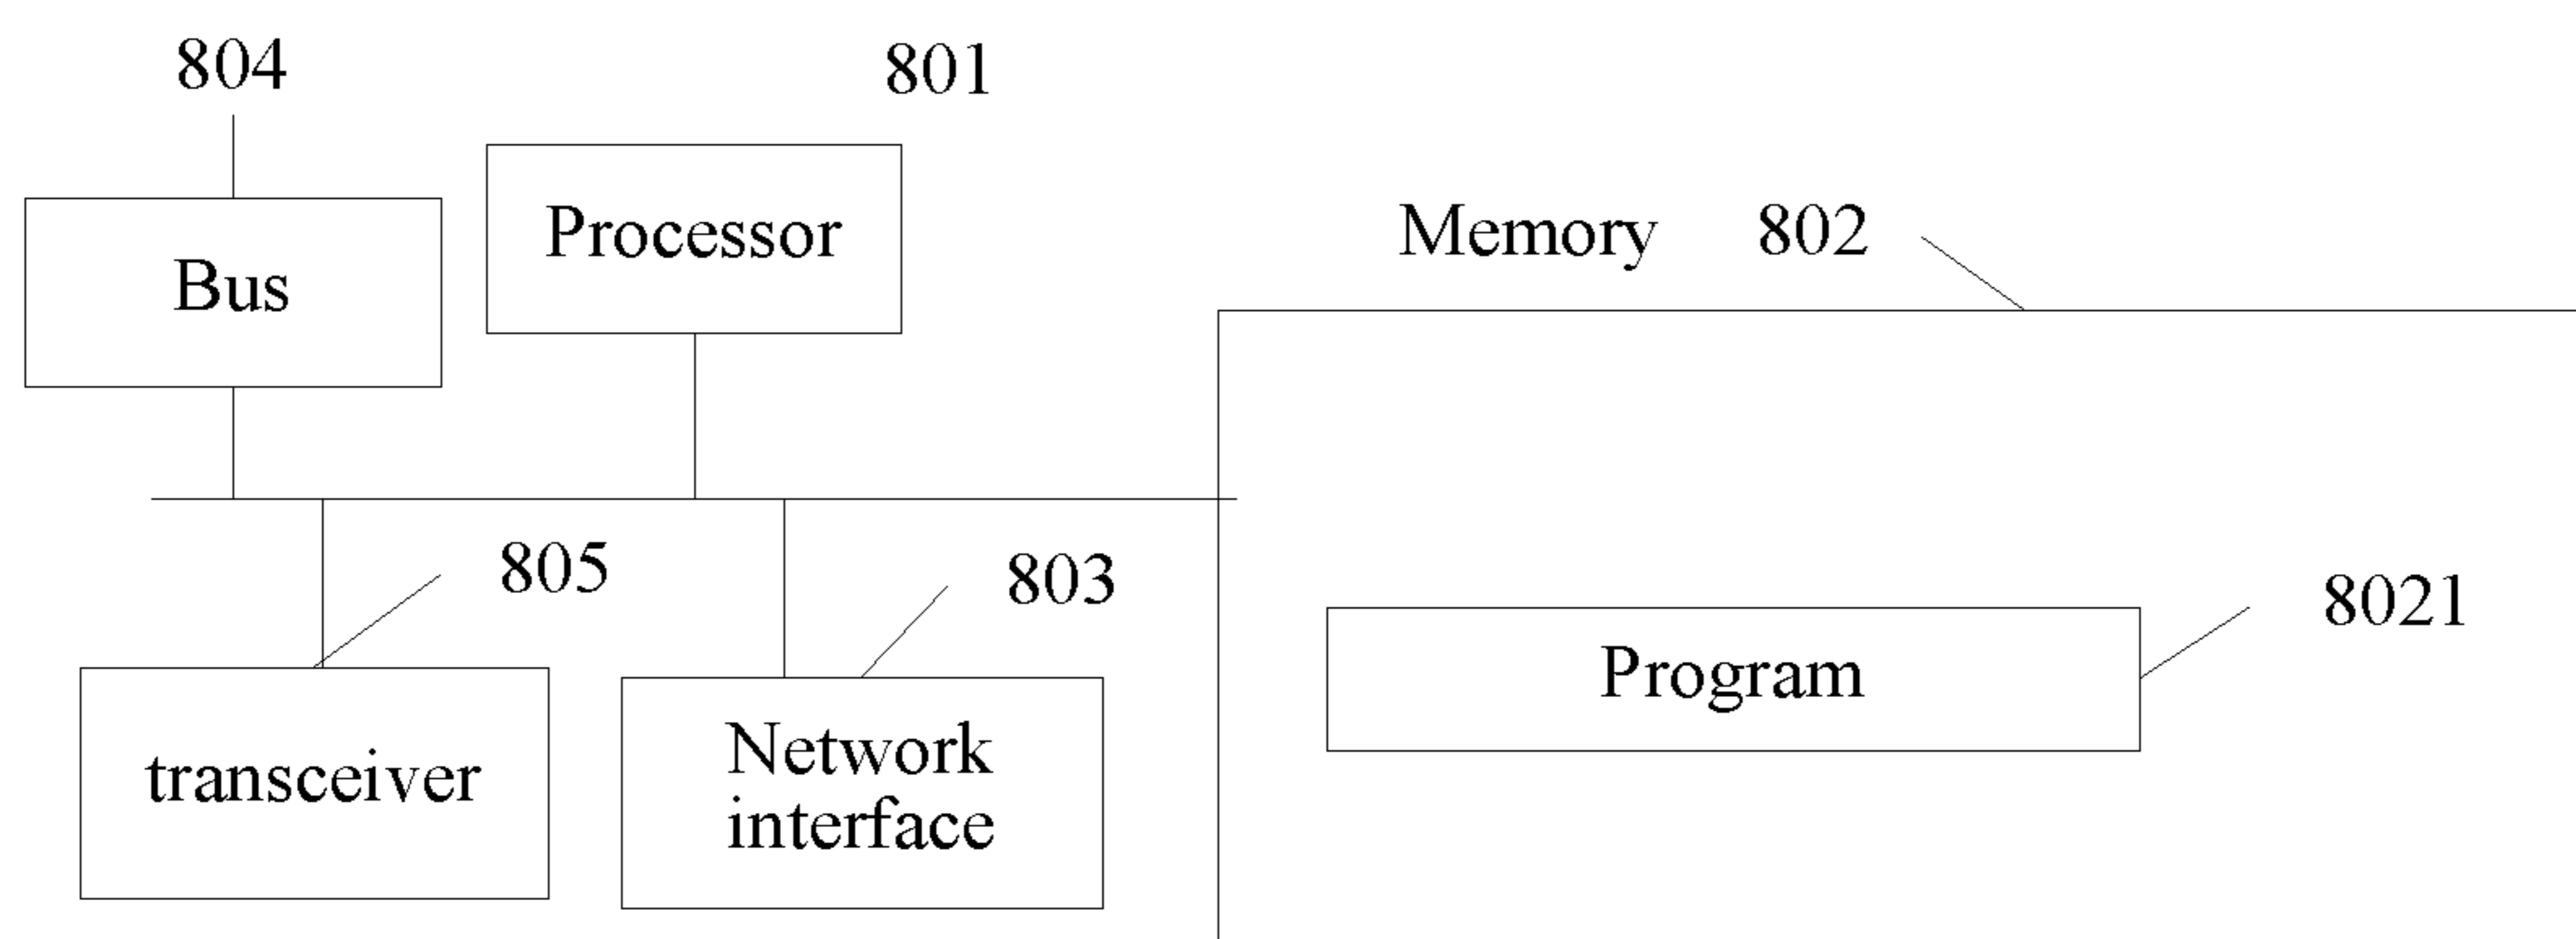 804
801
Processor
Memory 802
Bus
805
803
8021
Program
transceiver
Network
interface